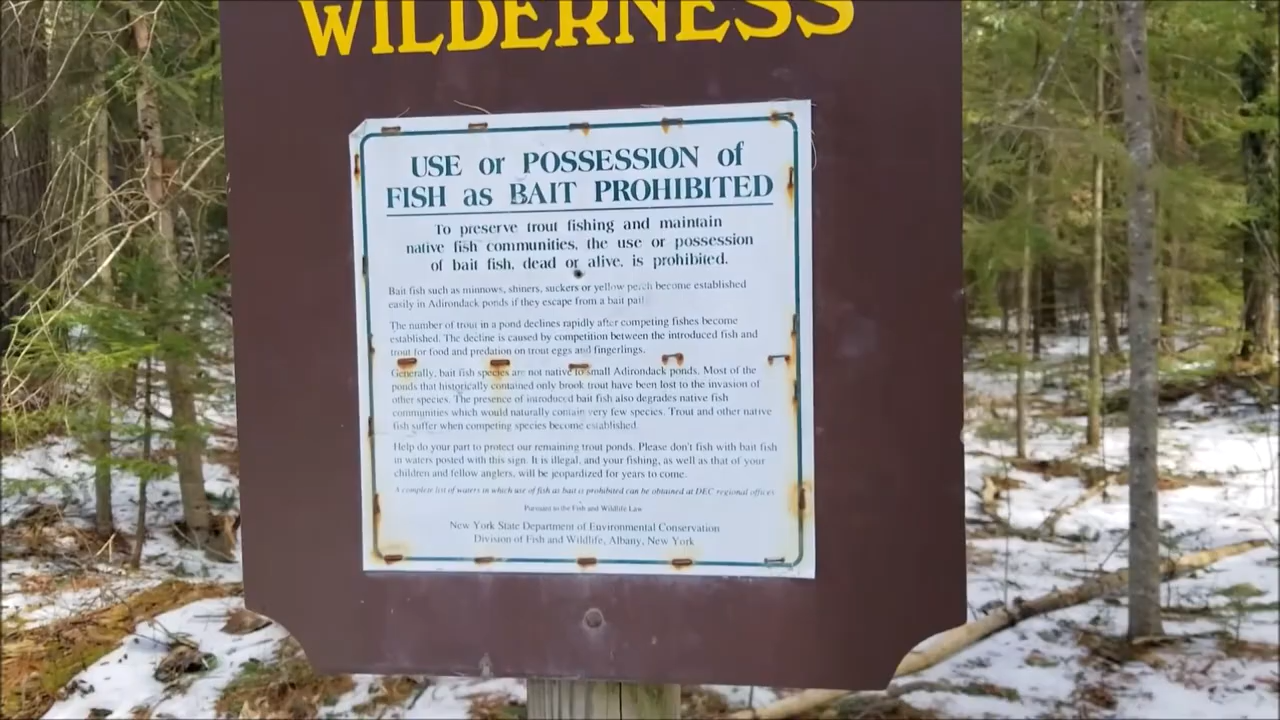 WILDERNESS
USE or POSSESSION of
FISH as BAIT PROHIBITED
To preserve trout fishing and maintain
native fish communities, the use or possession
of bait fish, dead or alive, is prohibited.
Bait fish such as minnows, shiners, suckers or yellow perch become established
easily in Adirondack ponds if they escape from a bait pail
The number of trout in a pond declines rapidly after competing fishes become
established. The decline is caused by competition between the introduced fish and
trout for food and predation on trout eggs and fingerlings.
Generally, bait fish species are not native to small Adirondack ponds. Most of the
ponds that historically contained only brook trout have been lost to the invasion of
other species. The presence of introduced bait fish also degrades native fish
communities which would naturally contain very few species. Trout and other native
fish suffer when competing species become established.
Help do your part to protect our remaining trout ponds. Please don't fish with bait fish
in waters posted with this sign. It is illegal, and your fishing, as well as that of your
children and fellow anglers, will be jeopardized for years to come.
A complete list of waters in which use of fish as bait is prohibited can be obtained at DEC regional offices
Pursuant to the Fish and Wildlife Law
New York State Department of Environmental Conservation
Division of Fish and Wildlife, Albany, New York